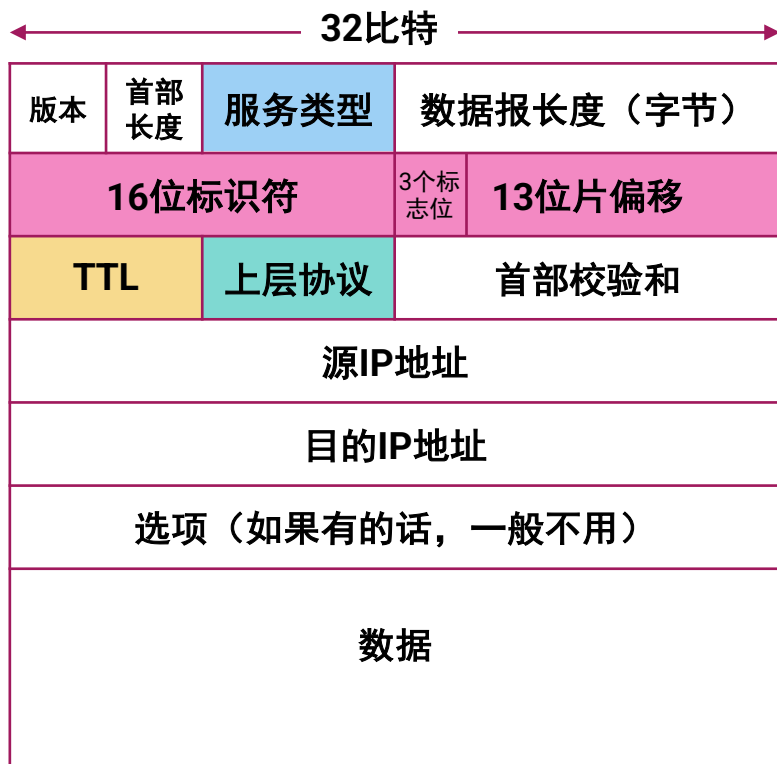 32比特
版本
首部
长度
服务类型
数据报长度（字节）
16位标识符
3个标
志位
13位片偏移
TTL
上层协议
首部校验和
源IP地址
目的IP地址
选项（如果有的话，一般不用）
数据